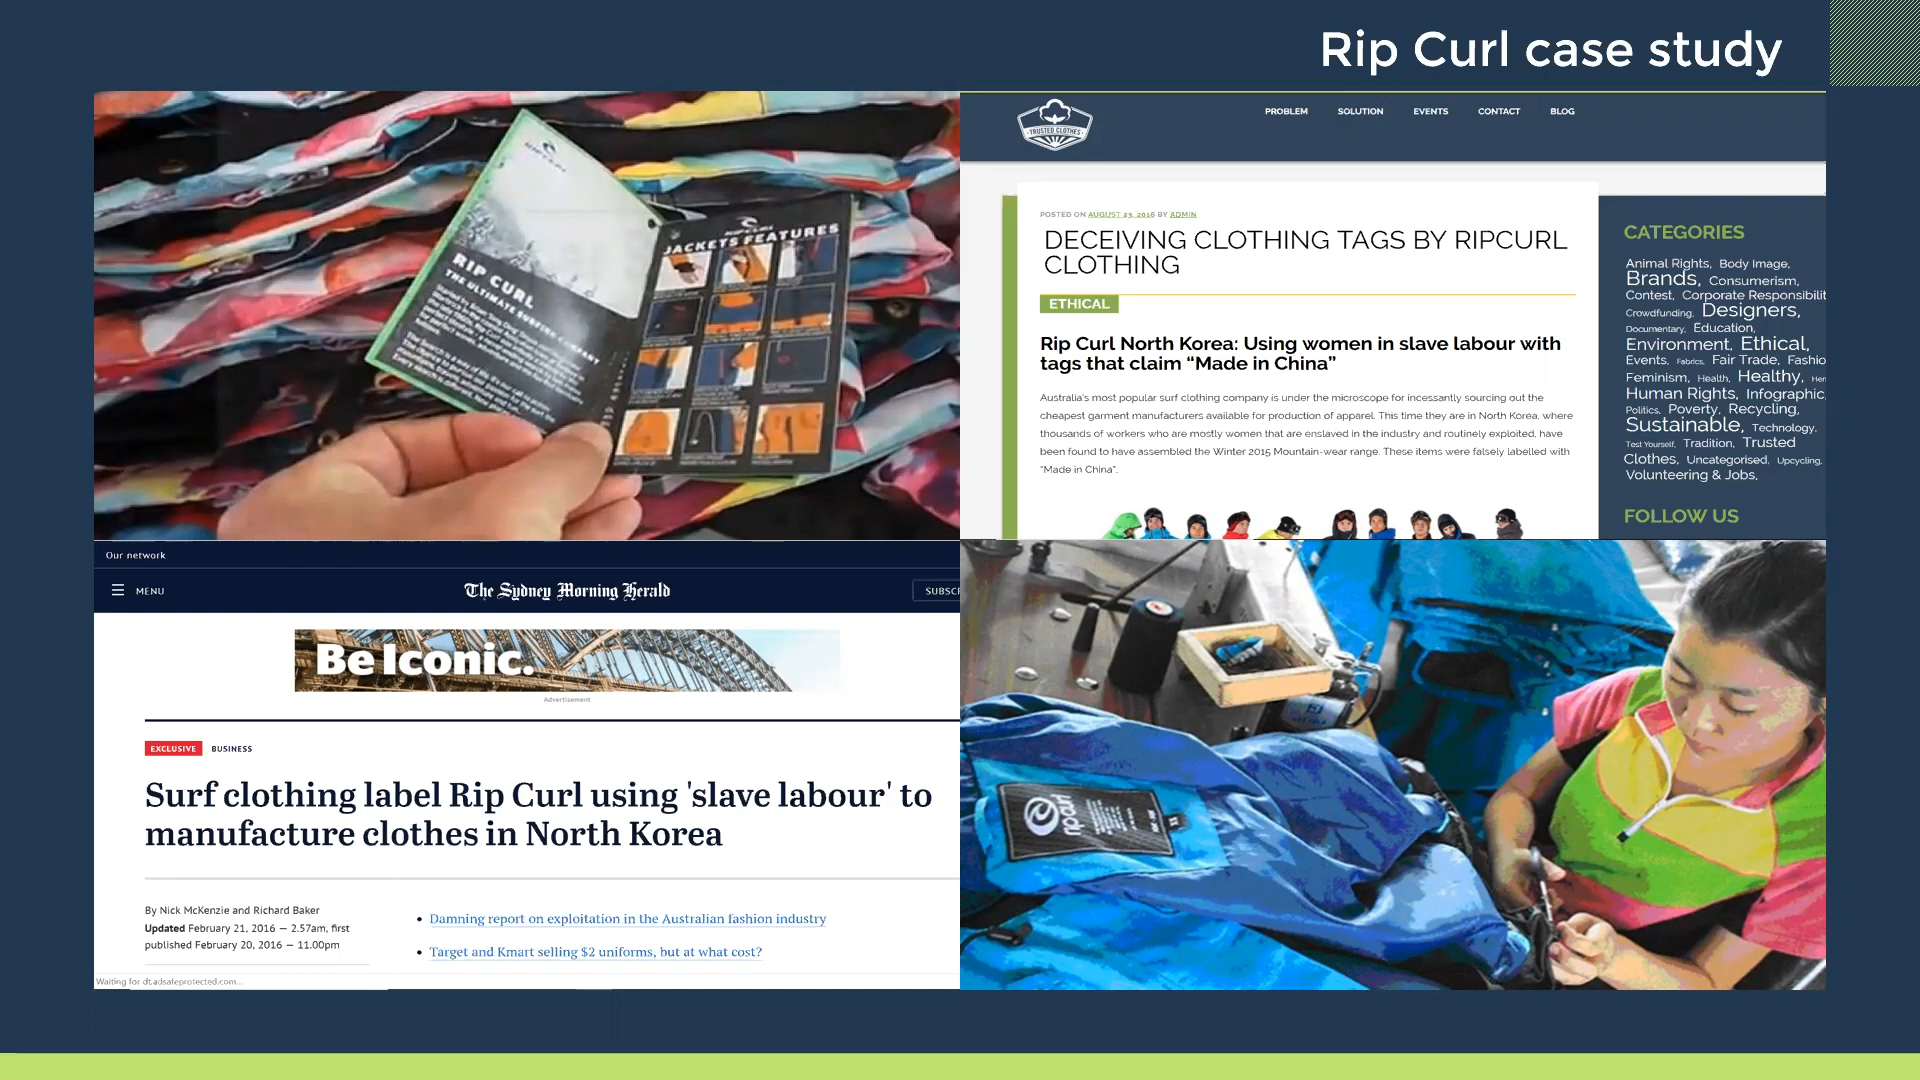 Rip Curl case study
RIP CURL
THE ULTIMATE SURFING COMPANY
JACKETS FEATURES
TRUSTED CLOTHES
PROBLEM SOLUTION EVENTS CONTACT BLOG
POSTED ON AUGUST 23, 2016 BY ADMIN
DECEIVING CLOTHING TAGS BY RIPCURL
CLOTHING
ETHICAL
Rip Curl North Korea: Using women in slave labour with
tags that claim “Made in China”
Australia's most popular surf clothing company is under the microscope for incessantly sourcing out the
cheapest garment manufacturers available for production of apparel. This time they are in North Korea, where
thousands of workers who are mostly women that are enslaved in the industry and routinely exploited, have
been found to have assembled the Winter 2015 Mountain-wear range. These items were falsely labelled with
"Made in China".
CATEGORIES
Animal Rights, Body Image,
Brands, Consumerism,
Contest, Corporate Responsibilit
Crowdfunding, Designers,
Documentary, Education,
Environment, Ethical,
Events, Fabrics, Fair Trade, Fashio
Feminism, Health, Healthy, Hem
Human Rights, Infographic,
Politics, Poverty, Recycling,
Sustainable, Technology,
Test Yourself, Tradition, Trusted
Clothes, Uncategorised, Upcycling,
Volunteering & Jobs,
FOLLOW US
Our network
MENU
The Sydney Morning Herald
SUBSCR
Be Iconic.
Advertisement
EXCLUSIVE BUSINESS
Surf clothing label Rip Curl using 'slave labour' to
manufacture clothes in North Korea
By Nick McKenzie and Richard Baker
Updated February 21, 2016 — 2.57am, first
published February 20, 2016 — 11.00pm
• Damning report on exploitation in the Australian fashion industry
• Target and Kmart selling $2 uniforms, but at what cost?
Waiting for dt.adsafeprotected.com...
rip curl